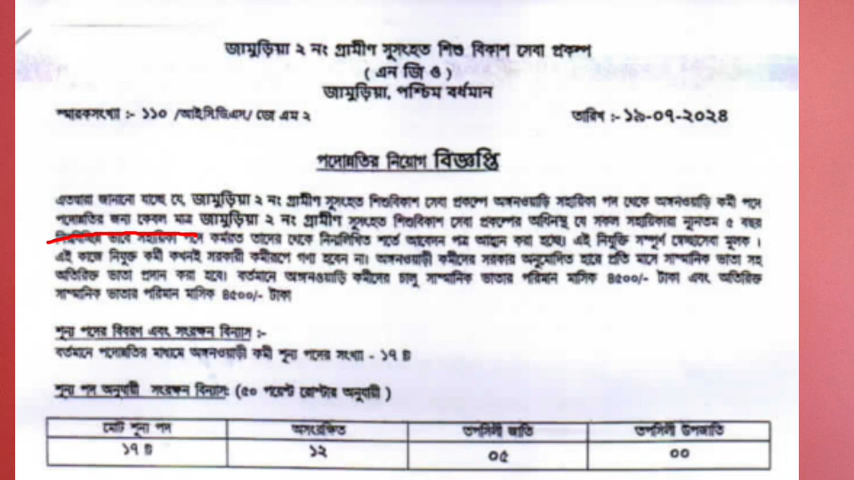 জামুড়িয়া ২ নং গ্রামীণ সুসংহত শিশু বিকাশ সেবা প্রকল্প
( এন জি ও )
জামুড়িয়া, পশ্চিম বর্ধমান
স্মারকসংখ্যা :- ১১০ /আই.সি.ডি.এস./ জে এম ২ তারিখ :- ১৯-০৭-২০২৪
পদোন্নতির নিয়োগ বিজ্ঞপ্তি
এতদ্বারা জানানো যাচ্ছে যে, জামুড়িয়া ২ নং গ্রামীণ সুসংহত শিশুবিকাশ সেবা প্রকল্পে অঙ্গনওয়াড়ি সহায়িকা পদ থেকে অঙ্গনওয়াড়ি কর্মী পদে
পদোন্নতির জন্য কেবল মাত্র জামুড়িয়া ২ নং গ্রামীণ সুসংহত শিশুবিকাশ সেবা প্রকল্পের অধিনস্থ যে সকল সহায়িকারা ন্যূনতম ৫ বছর
ভাবে সহায়িকা পদে কর্মরত তাদের থেকে নিম্নলিখিত শর্তে আবেদন পত্র আহ্বান করা হচ্ছে। এই নিযুক্তি সম্পূর্ণ স্বেচ্ছাসেবা মূলক ।
এই কাজে নিযুক্ত কর্মী কখনই সরকারী কর্মীরূপে গণ্য হবেন না। অঙ্গনওয়াড়ী কর্মীদের সরকার অনুমোদিত হারে প্রতি মাসে সাম্মানিক ভাতা সহ
অতিরিক্ত ভাতা প্রদান করা হবে। বর্তমানে অঙ্গনওয়াড়ি কর্মীদের চালু সাম্মানিক ভাতার পরিমান মাসিক ৪৫০০/- টাকা এবং অতিরিক্ত
সাম্মানিক ভাতার পরিমান মাসিক ৪৫০০/- টাকা
শূন্য পদের বিবরণ এবং সংরক্ষন বিন্যাস :-
বর্তমানে পদোন্নতির মাধ্যমে অঙ্গনওয়াড়ী কর্মী শূন্য পদের সংখ্যা - ১৭ টি
শূন্য পদ অনুযায়ী সংরক্ষন বিন্যাস: (৫০ পয়েন্ট রোস্টার অনুযায়ী )
মোট শূন্য পদ অসংরক্ষিত তপসিলী জাতি তপসিলী উপজাতি
১৭ টি ১২ ০৫ ০০